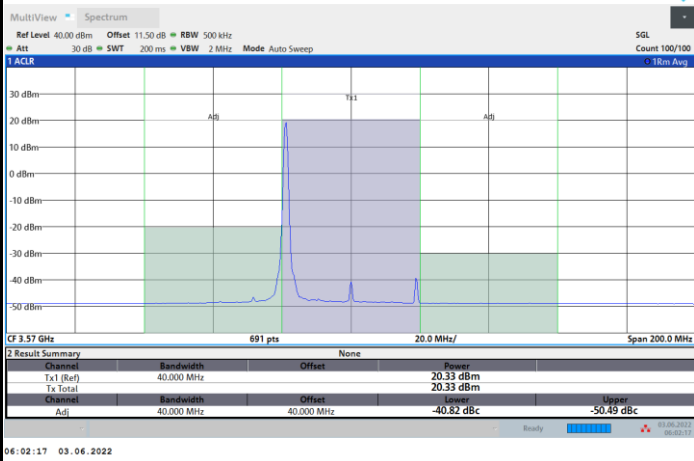 MultiView Spectrum
Ref Level 40.00 dBm Offset 11.50 dB RBW 500 kHz SGL
Att 30 dB SWT 200 ms VBW 2 MHz Mode Auto Sweep Count 100/100
1 ACLR 1Rm Avg
30 dBm
Tx1
20 dBm
Adj Adj
10 dBm
0 dBm
-10 dBm
-20 dBm
-30 dBm
-40 dBm
-50 dBm
CF 3.57 GHz 691 pts 20.0 MHz/ Span 200.0 MHz
2 Result Summary None
Channel Bandwidth Offset Power
Tx1 (Ref) 40.000 MHz 20.33 dBm
Tx Total 20.33 dBm
Channel Bandwidth Offset Lower Upper
Adj 40.000 MHz 40.000 MHz -40.82 dBc -50.49 dBc
Ready 03.06.2022
06:02:17
06:02:17 03.06.2022